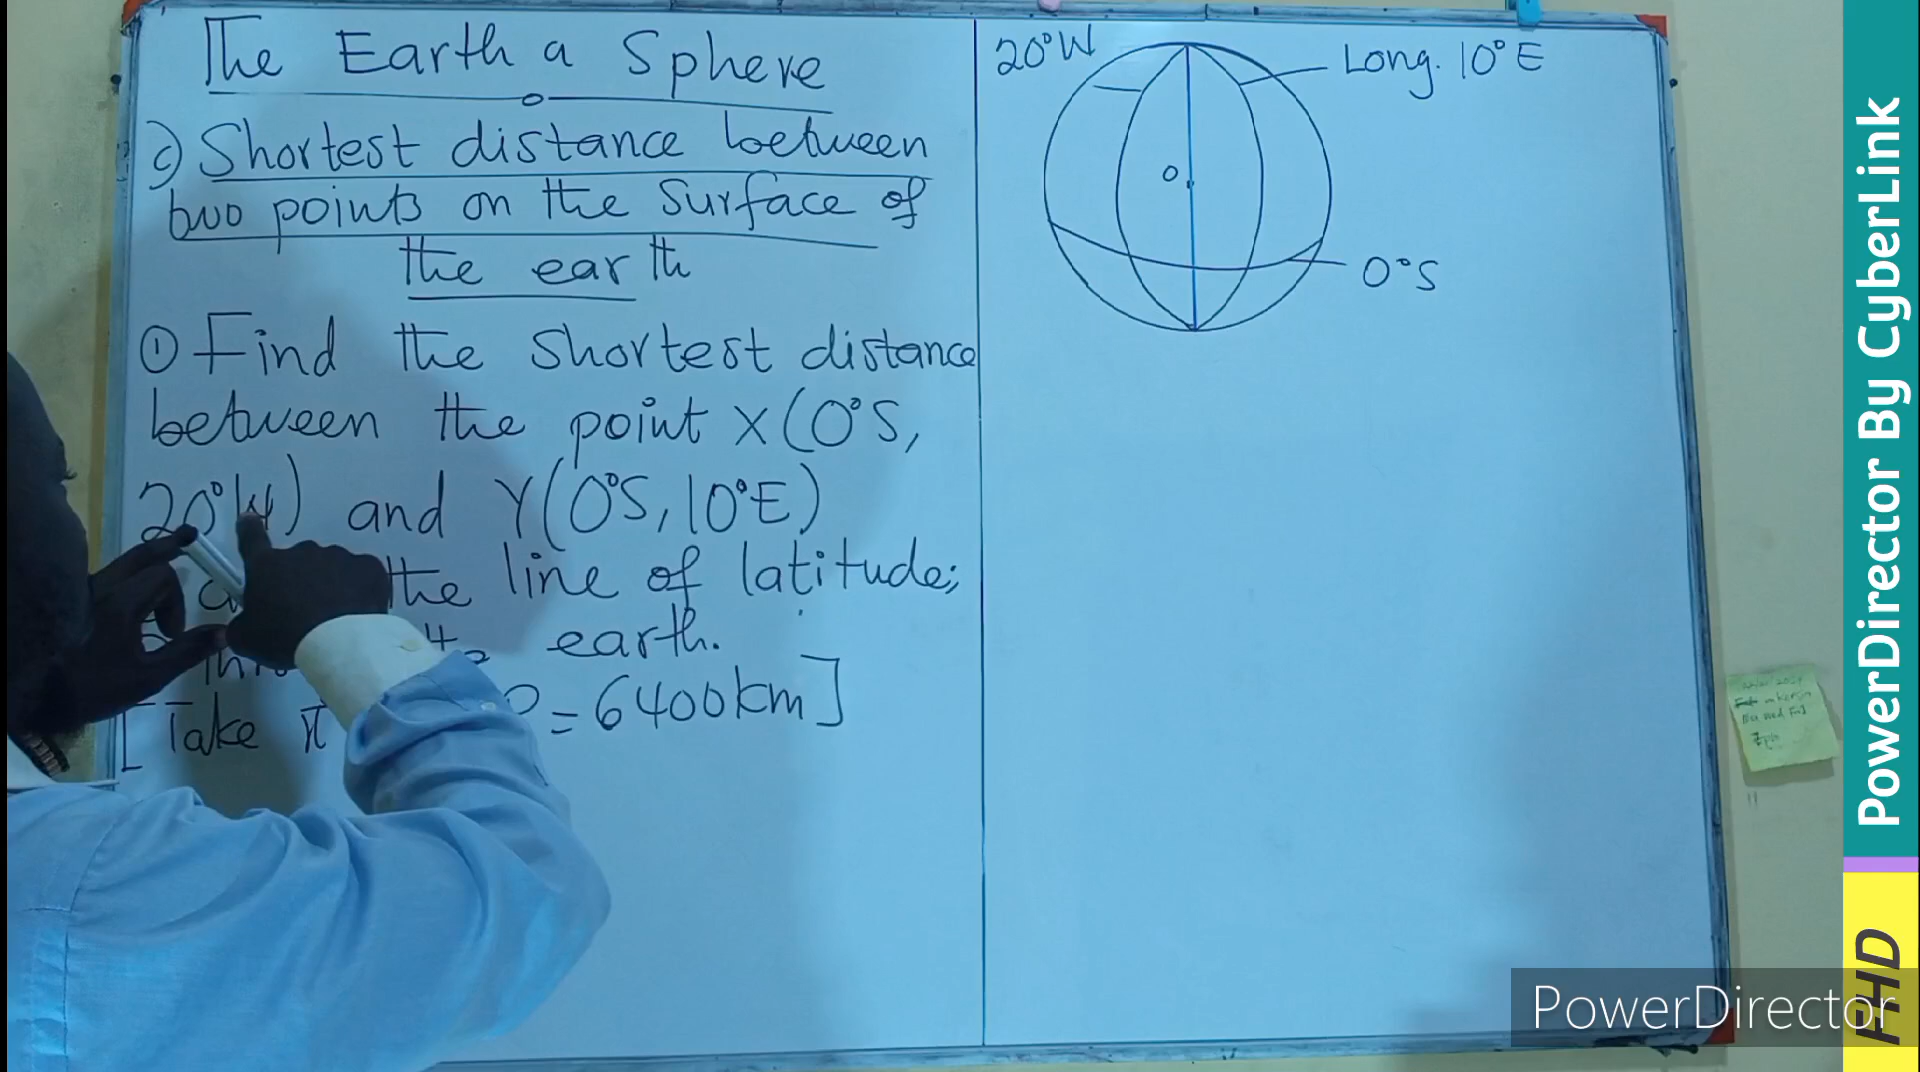 The Earth a Sphere
c) Shortest distance between
two points on the surface of
the earth
① Find the shortest distance
between the point X(0°S,
20°W) and Y(0°S, 10°E)
the line of latitude;
earth.
[Take π = 6400km]
20°W
Long. 10°E
O
0°S
PowerDirector By CyberLink
PHD
PowerDirector